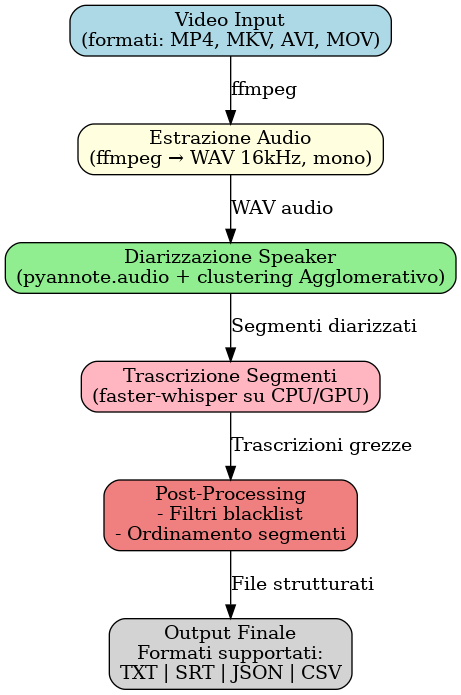 Video Input
(formati: MP4, MKV, AVI, MOV)
ffmpeg
Estrazione Audio
(ffmpeg → WAV 16kHz, mono)
WAV audio
Diarizzazione Speaker
(pyannote.audio + clustering Agglomerativo)
Segmenti diarizzati
Trascrizione Segmenti
(faster-whisper su CPU/GPU)
Trascrizioni grezze
Post-Processing
- Filtri blacklist
- Ordinamento segmenti
File strutturati
Output Finale
Formati supportati:
TXT | SRT | JSON | CSV